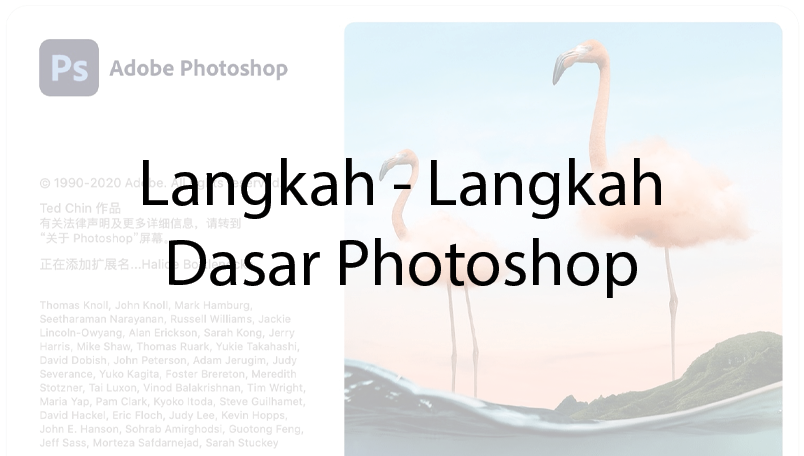 Ps Adobe Photoshop
© 1990-2020 Adobe. All rights reserved.
Langkah - Langkah
Ted Chin 作品
有关法律声明及更多详细信息，请转到
“关于 Photoshop”屏幕。
Dasar Photoshop
正在添加扩展名...Halide
Thomas Knoll, John Knoll, Mark Hamburg,
Seetharaman Narayanan, Russell Williams, Jackie
Lincoln-Owyang, Alan Erickson, Sarah Kong, Jerry
Harris, Mike Shaw, Thomas Ruark, Yukie Takahashi,
David Dobish, John Peterson, Adam Jerugim, Judy
Severance, Yuko Kagita, Foster Brereton, Meredith
Stotzner, Tai Luxon, Vinod Balakrishnan, Tim Wright,
Maria Yap, Pam Clark, Kyoko Itoda, Steve Guilhamet,
David Hackel, Eric Floch, Judy Lee, Kevin Hopps,
John E. Hanson, Sohrab Amirghodsi, Guotong Feng,
Jeff Sass, Morteza Safdarnejad, Sarah Stuckey